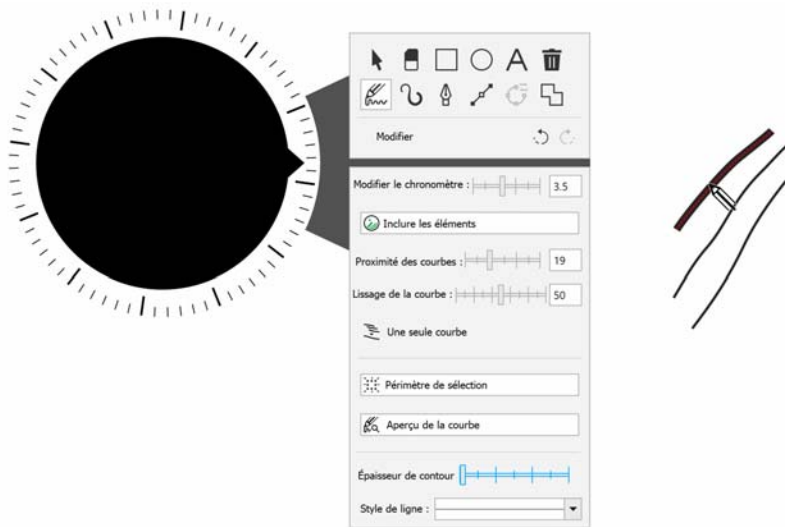 A
Modifier
Modifier le chronomètre : 3.5
Inclure les éléments
Proximité des courbes : 19
Lissage de la courbe : 50
Une seule courbe
Périmètre de sélection
Aperçu de la courbe
Épaisseur de contour
Style de ligne :